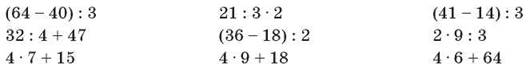 (64 − 40) : 3 21 : 3 · 2 (41 − 14) : 3
32 : 4 + 47 (36 − 18) : 2 2 · 9 : 3
4 · 7 + 15 4 · 9 + 18 4 · 6 + 64